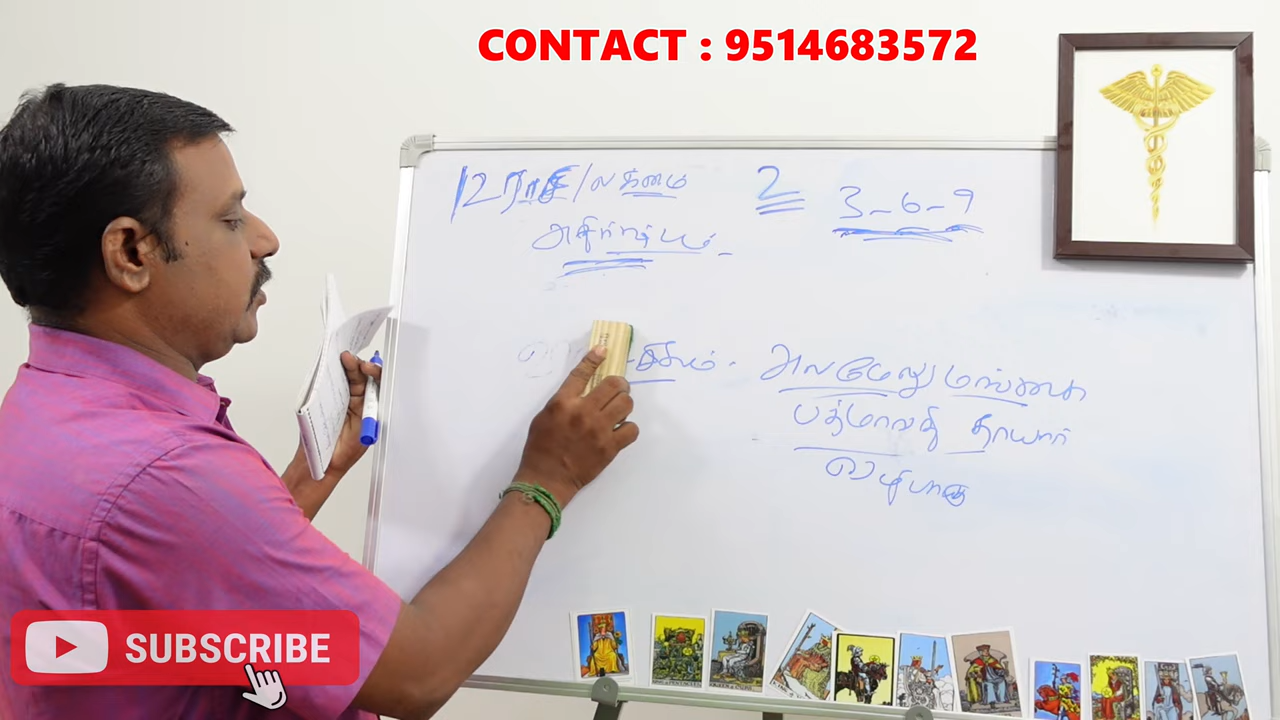 CONTACT : 9514683572
12 ராசி/லக்னம் 2 3-6-9
அதிர்ஷ்டம் -
அலமேலு மங்கை
பத்மாவதி தாயார்
வழிபாடு
SUBSCRIBE